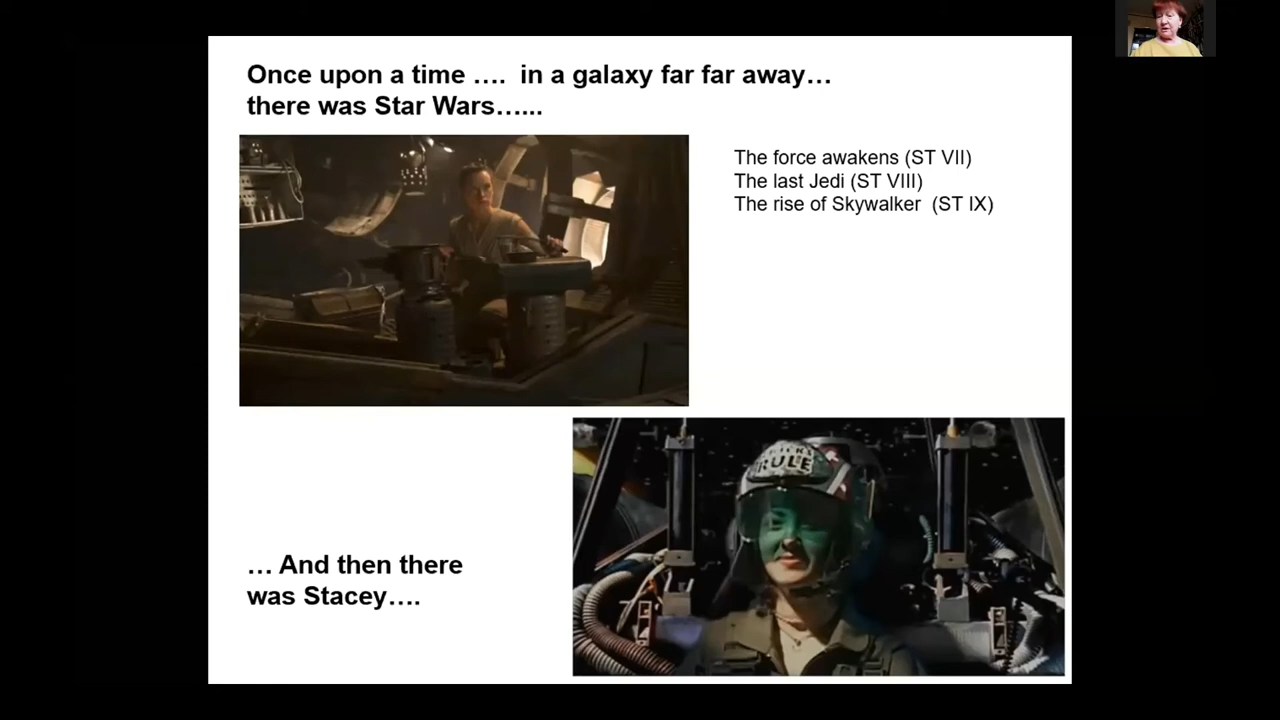 Once upon a time ….  in a galaxy far far away…
there was Star Wars…...
The force awakens (ST VII)
The last Jedi (ST VIII)
The rise of Skywalker  (ST IX)
RULE
… And then there
was Stacey….